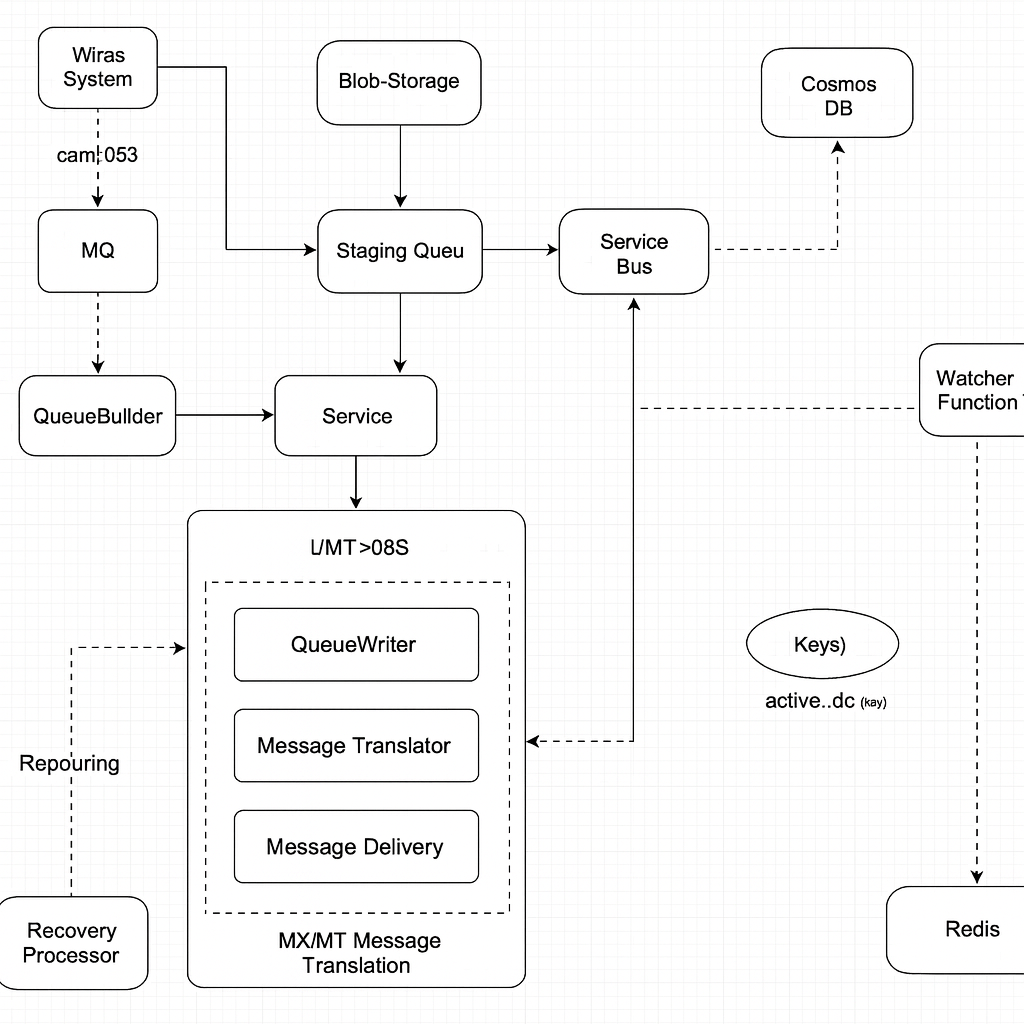 Wiras
System
Blob-Storage
Cosmos
DB
cam:053
MQ
Staging Queu
Service
Bus
Watcher
Function
QueueBullder
Service
L/MT>08S
QueueWriter
Keys)
active..dc (kay)
Message Translator
Repouring
Message Delivery
Recovery
Processor
MX/MT Message
Translation
Redis